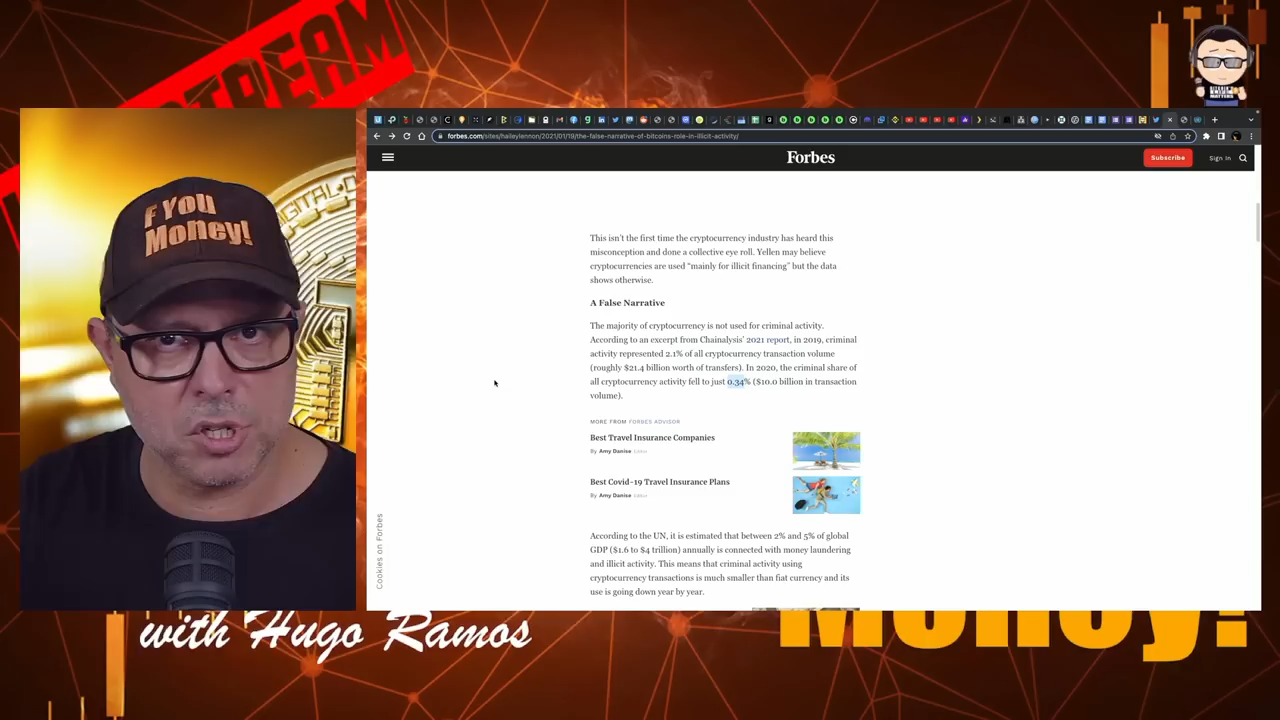 TREAM
F You
Money!
DIGITAL
forbes.com/sites/haileylennon/2021/01/19/the-false-narrative-of-bitcoins-role-in-illicit-activity/
Forbes
Subscribe
Sign In
This isn't the first time the cryptocurrency industry has heard this
misconception and done a collective eye roll. Yellen may believe
cryptocurrencies are used "mainly for illicit financing" but the data
shows otherwise.
A False Narrative
The majority of cryptocurrency is not used for criminal activity.
According to an excerpt from Chainalysis' 2021 report, in 2019, criminal
activity represented 2.1% of all cryptocurrency transaction volume
(roughly $21.4 billion worth of transfers). In 2020, the criminal share of
all cryptocurrency activity fell to just 0.34% ($10.0 billion in transaction
volume).
MORE FROM FORBES ADVISOR
Best Travel Insurance Companies
By Amy Danise Editor
Best Covid-19 Travel Insurance Plans
By Amy Danise Editor
According to the UN, it is estimated that between 2% and 5% of global
GDP ($1.6 to $4 trillion) annually is connected with money laundering
and illicit activity. This means that criminal activity using
cryptocurrency transactions is much smaller than fiat currency and its
use is going down year by year.
Cookies on Forbes
with Hugo Ramos
Money!